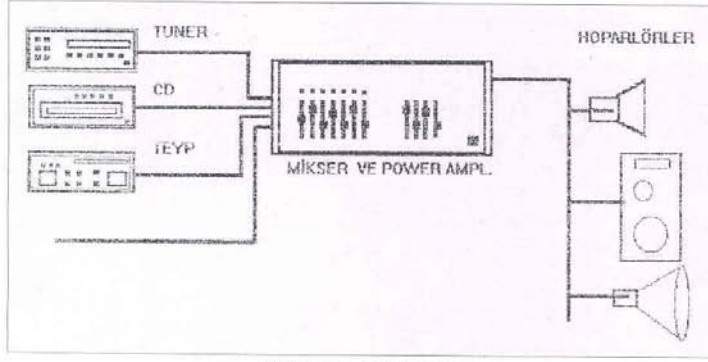 TUNER
CD
TEYP
MİKSER VE POWER AMPL.
HOPARLÖRLER